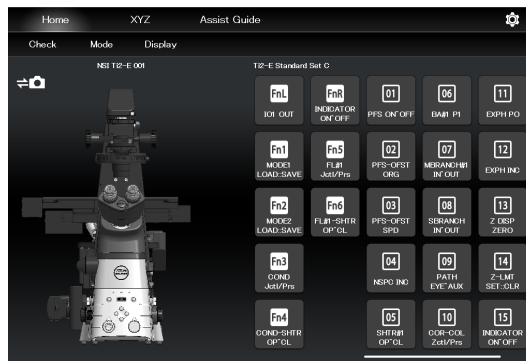 Home XYZ Assist Guide
Check Mode Display
NSI Ti2-E 001
Ti2-E Standard Set C
FnL
IO1 OUT
FnR
INDICATOR
ON⁻OFF
01
PFS ON⁻OFF
06
BA#1 P1
11
EXPH PO
Fn1
MODE1
LOAD::SAVE
Fn5
FL#1
Jctl/Prs
02
PFS-OFST
ORG
07
MBRANCH#1
IN⁻OUT
12
EXPH INC
Fn2
MODE2
LOAD::SAVE
Fn6
FL#1-SHTR
OP⁻CL
03
PFS-OFST
SPD
08
SBRANCH
IN⁻OUT
13
Z DISP
ZERO
Fn3
COND
Jctl/Prs
04
NSPC INC
09
PATH
EYE⁻AUX
14
Z-LMT
SET::CLR
Fn4
COND-SHTR
OP⁻CL
05
SHTR#1
OP⁻CL
10
COR-COL
Zctl/Prs
15
INDICATOR
ON⁻OFF